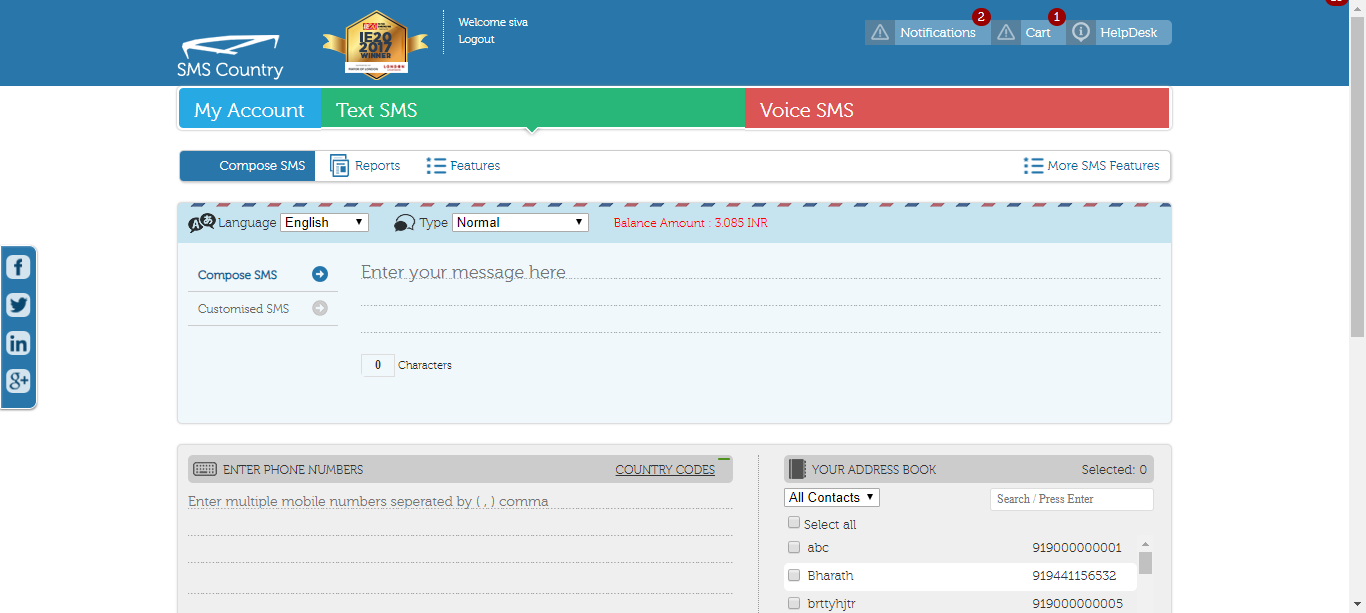 2 1
Welcome siva
Logout
Notifications Cart HelpDesk
IE20
2017
WINNER
LONDON
SMS Country
My Account Text SMS Voice SMS
Compose SMS Reports Features More SMS Features
Language English Type Normal Balance Amount : 3.085 INR
Compose SMS Enter your message here
Customised SMS
0 Characters
ENTER PHONE NUMBERS COUNTRY CODES
Enter multiple mobile numbers seperated by ( , ) comma
YOUR ADDRESS BOOK Selected: 0
All Contacts Search / Press Enter
Select all
abc 919000000001
Bharath 919441156532
brttyhjtr 919000000005